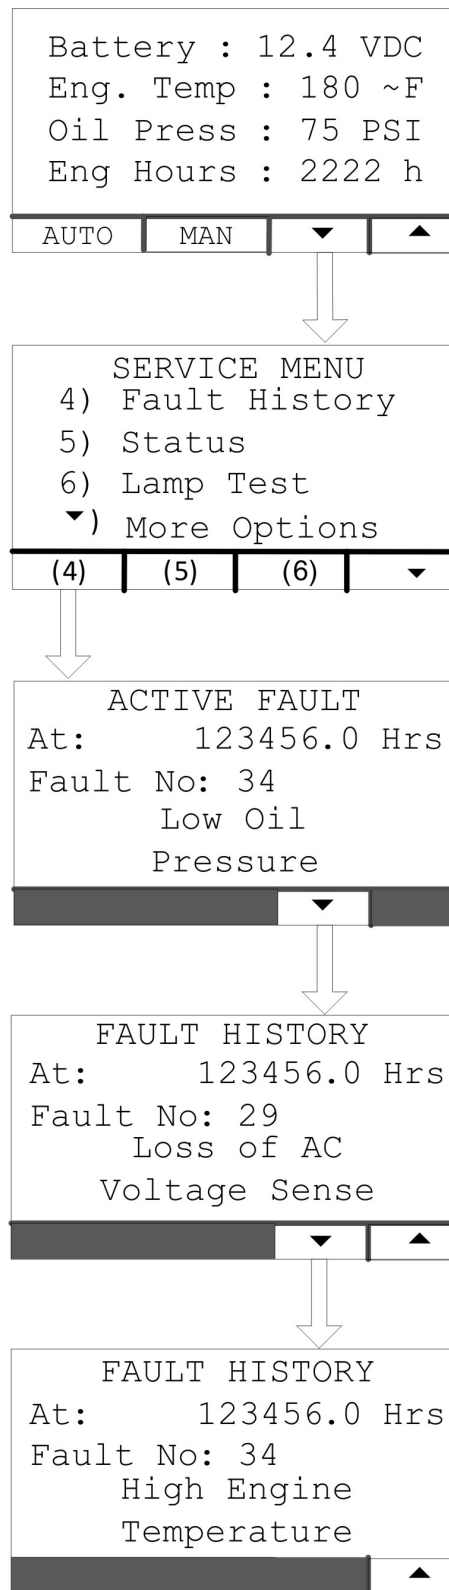 Battery : 12.4 VDC
Eng. Temp : 180 ~F
Oil Press : 75 PSI
Eng Hours : 2222 h
AUTO MAN ▼ ▲
SERVICE MENU
4) Fault History
5) Status
6) Lamp Test
▼) More Options
(4) (5) (6) ▼
ACTIVE FAULT
At: 123456.0 Hrs
Fault No: 34
Low Oil
Pressure
▼
FAULT HISTORY
At: 123456.0 Hrs
Fault No: 29
Loss of AC
Voltage Sense
▼ ▲
FAULT HISTORY
At: 123456.0 Hrs
Fault No: 34
High Engine
Temperature
▲